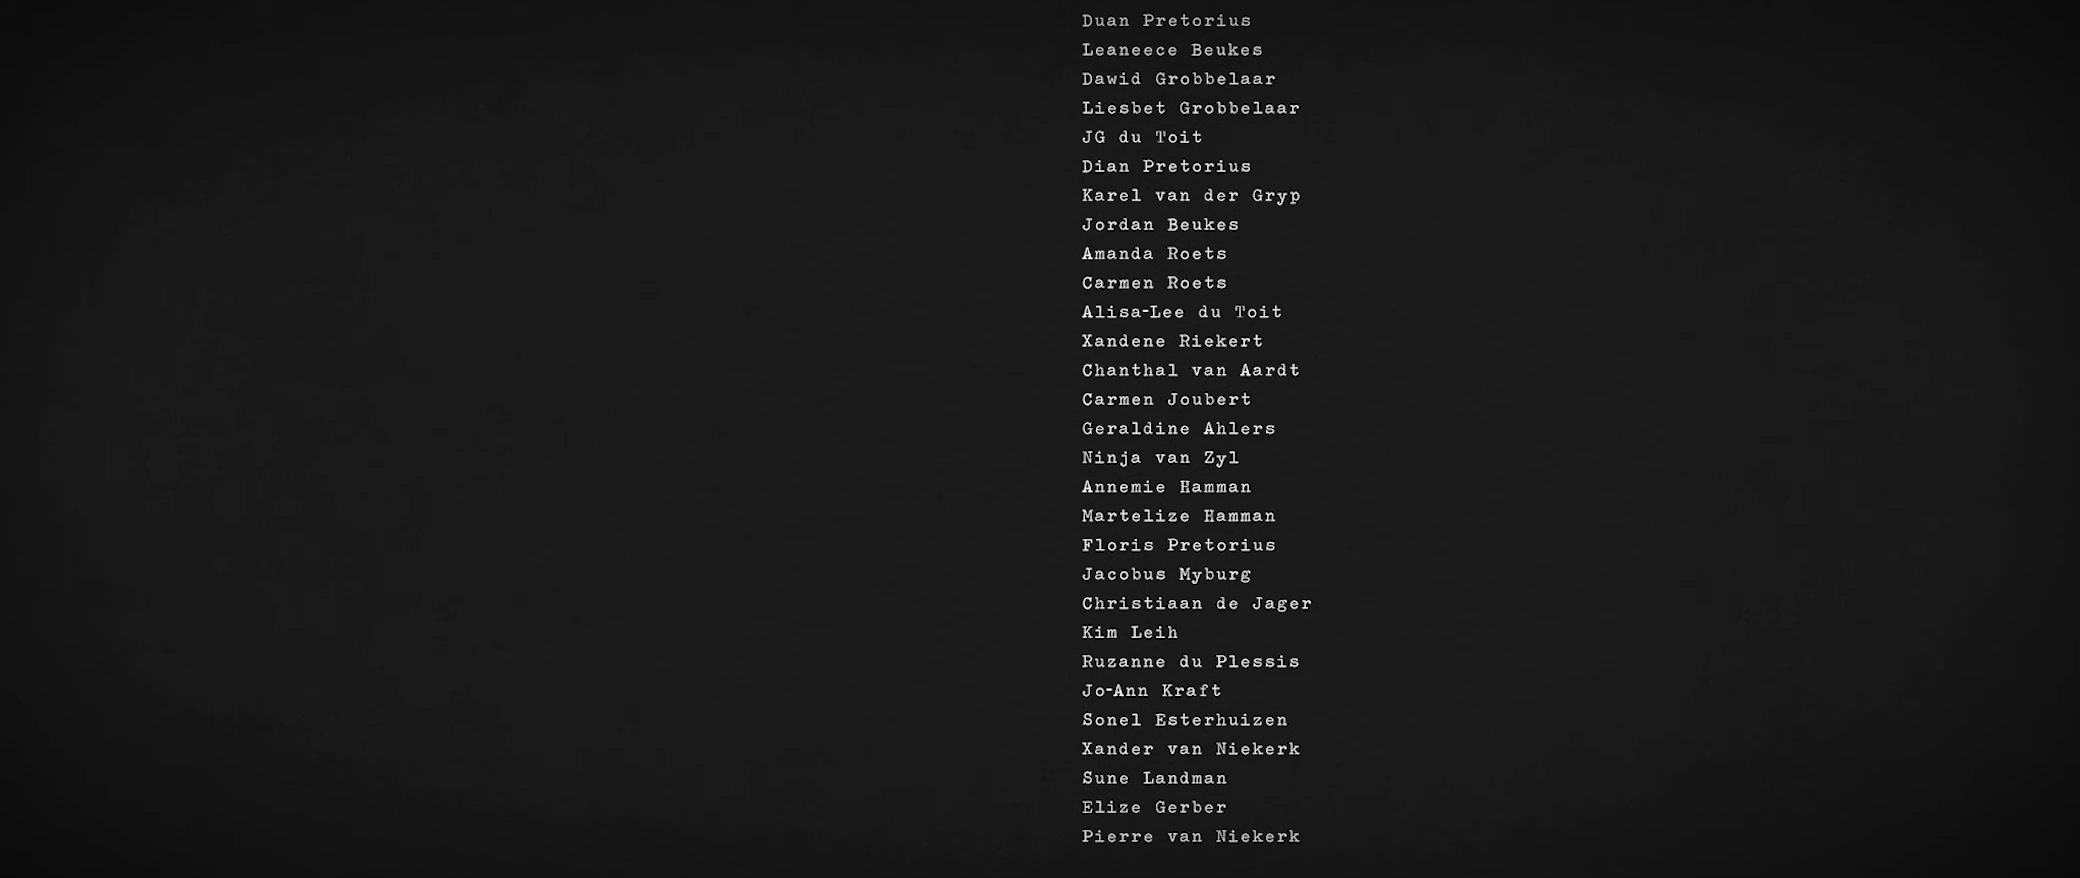 Duan Pretorius
Leaneece Beukes
Dawid Grobbelaar
Liesbet Grobbelaar
JG du Toit
Dian Pretorius
Karel van der Gryp
Jordan Beukes
Amanda Roets
Carmen Roets
Alisa-Lee du Toit
Xandene Riekert
Chanthal van Aardt
Carmen Joubert
Geraldine Ahlers
Ninja van Zyl
Annemie Hamman
Martelize Hamman
Floris Pretorius
Jacobus Myburg
Christiaan de Jager
Kim Leih
Ruzanne du Plessis
Jo-Ann Kraft
Sonel Esterhuizen
Xander van Niekerk
Sune Landman
Elize Gerber
Pierre van Niekerk